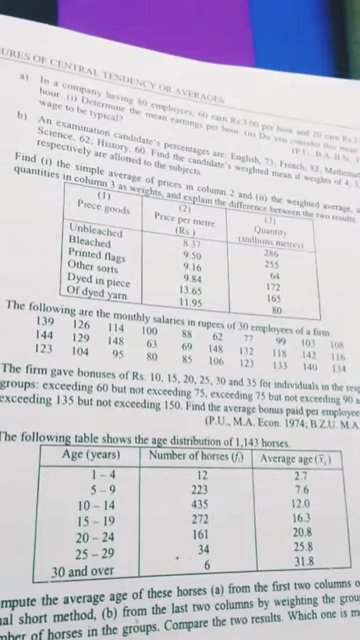 URES OF CENTRAL TENDENCY OR AVERAGES
a) In a company having 80 employees, 60 earn Rs.3.00 per hour and 20 earn Rs.2
hour (i) Determine the mean earnings per hour (ii) Do you consider this mean
wage to be typical?
(P.U., B.A./B.Sc.
b) An examination candidate's percentages are: English, 73; French, 82; Mathemat
Science, 62; History, 60. Find the candidate's weighted mean if weights of 4, 3,
respectively are allotted to the subjects.
Find (i) the simple average of prices in column 2 and (ii) the weighted average, u
quantities in column 3 as weights, and explain the difference between the two results.
(1) (2) (3)
Piece goods Price per metre (Rs.) Quantity (millions metres)
Unbleached 8.37 286
Bleached 9.50 255
Printed flags 9.16 64
Other sorts 9.84 172
Dyed in piece 13.65 165
Of dyed yarn 11.95 80
The following are the monthly salaries in rupees of 30 employees of a firm.
139 126 114 100 88 62 77 99 103 108
144 129 148 63 69 148 132 118 142 116
123 104 95 80 85 106 123 133 140 134
The firm gave bonuses of Rs. 10, 15, 20, 25, 30 and 35 for individuals in the resp
groups: exceeding 60 but not exceeding 75, exceeding 75 but not exceeding 90 a
exceeding 135 but not exceeding 150. Find the average bonus paid per employee
(P.U., M.A. Econ. 1974; B.Z.U. M.A
The following table shows the age distribution of 1,143 horses.
Age (years) Number of horses (fᵢ) Average age (x̄ᵢ)
1 – 4 12 2.7
5 – 9 223 7.6
10 – 14 435 12.0
15 – 19 272 16.3
20 – 24 161 20.8
25 – 29 34 25.8
30 and over 6 31.8
mpute the average age of these horses (a) from the first two columns o
ual short method, (b) from the last two columns by weighting the grou
mber of horses in the groups. Compare the two results. Which one is m